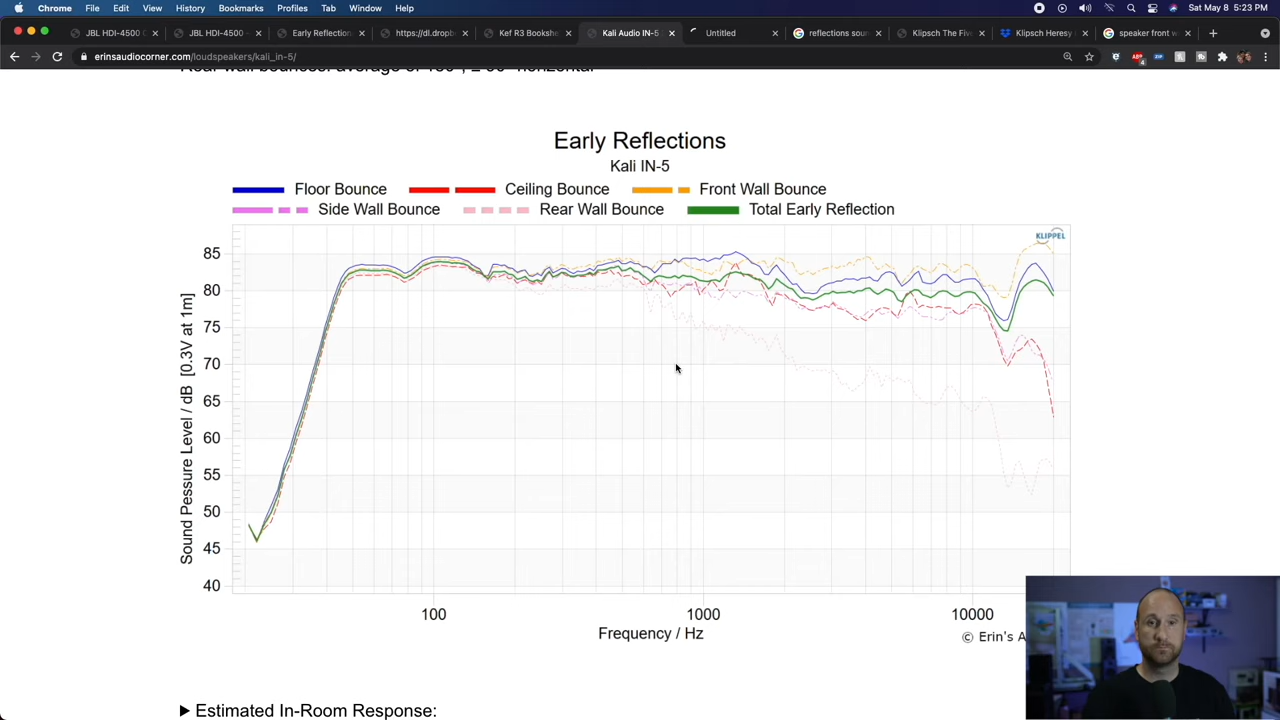 Chrome File Edit View History Bookmarks Profiles Tab Window Help Sat May 8 5:23 PM
JBL HDI-4500 C JBL HDI-4500 Early Reflection https://dl.dropb Kef R3 Bookshe Kali Audio IN-5 Untitled reflections soun Klipsch The Five Klipsch Heresy speaker front w
erinsaudiocorner.com/loudspeakers/kali_in-5/
Early Reflections
Kali IN-5
Floor Bounce Ceiling Bounce Front Wall Bounce
Side Wall Bounce Rear Wall Bounce Total Early Reflection
KLIPPEL
85
80
75
70
65
60
55
50
45
40
Sound Pressure Level / dB [0.3V at 1m]
100 1000 10000
Frequency / Hz
© Erin's A
▶ Estimated In-Room Response: